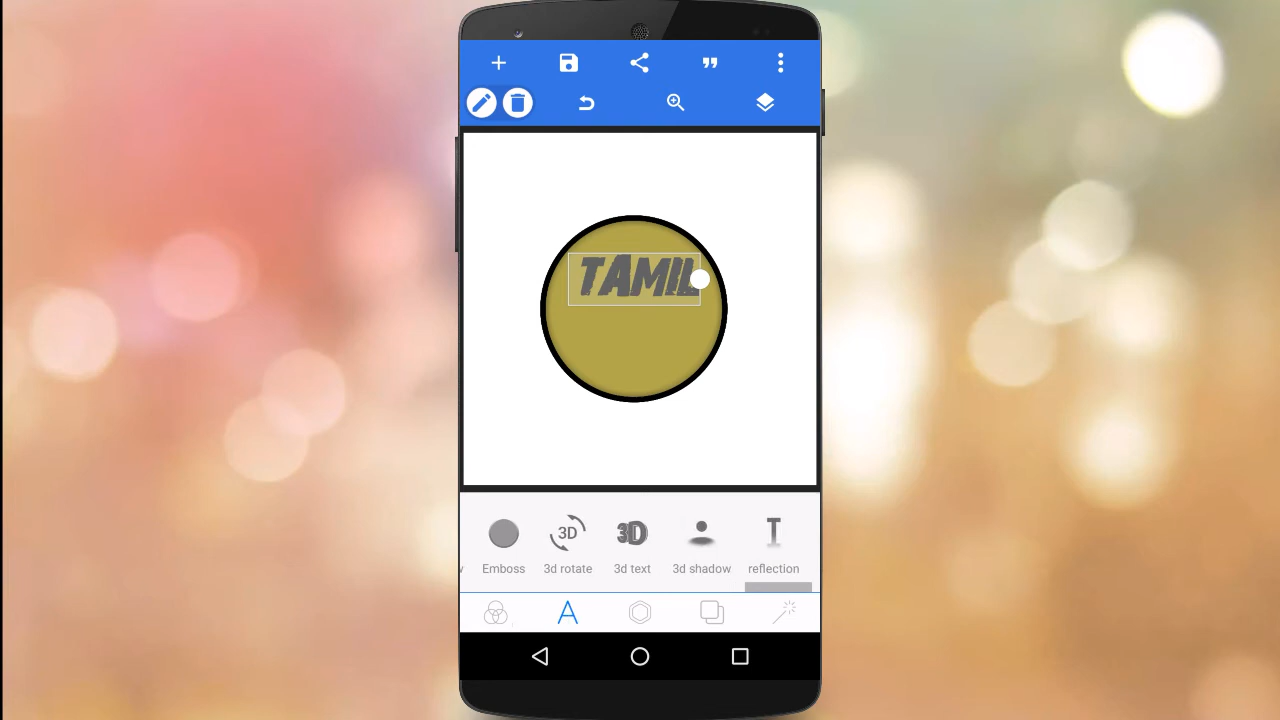 TAMIL
Emboss
3d rotate
3d text
3d shadow
reflection
3D
3D